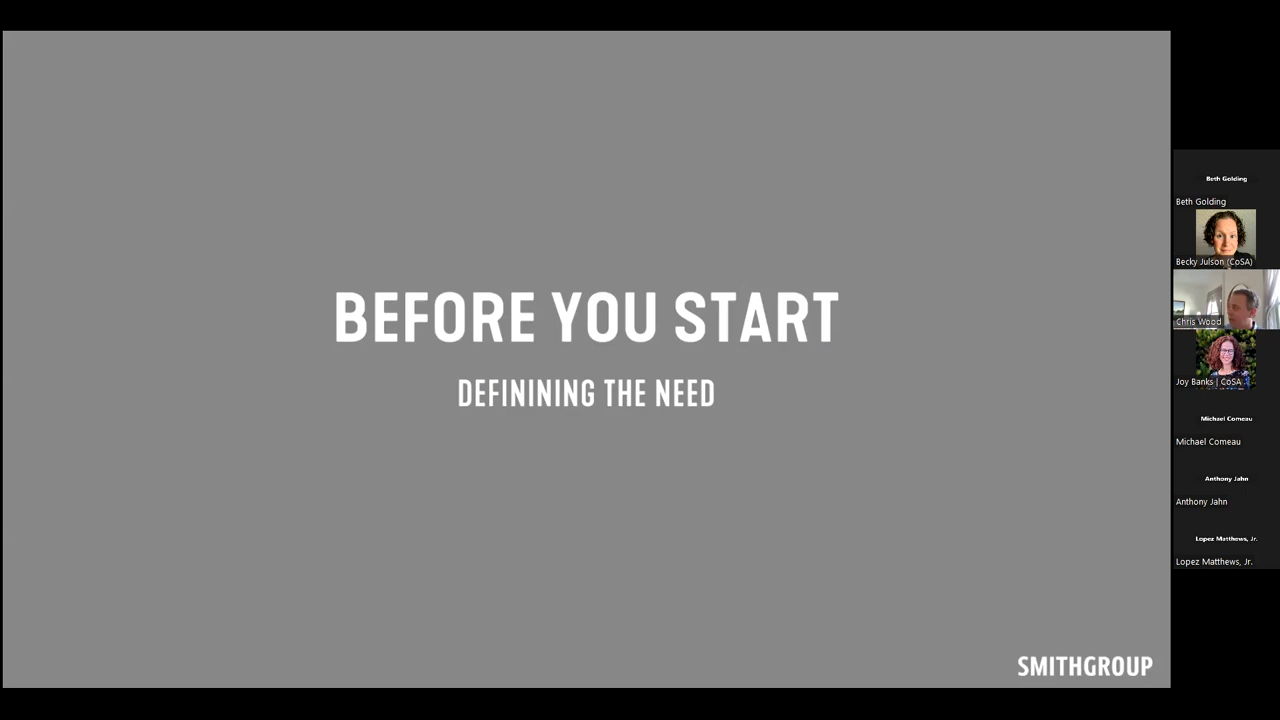 BEFORE YOU START
DEFINING THE NEED
SMITHGROUP
Beth Golding
Beth Golding
Becky Julson (CoSA)
Chris Wood
Joy Banks | CoSA
Michael Comeau
Michael Comeau
Anthony Jahn
Anthony Jahn
Lopez Matthews, Jr.
Lopez Matthews, Jr.